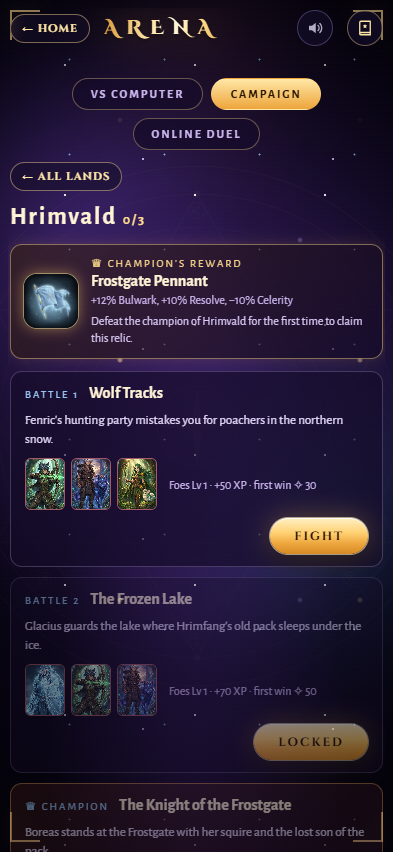 ← HOME
ARENA
VS COMPUTER
CAMPAIGN
ONLINE DUEL
← ALL LANDS
Hrimvald 0/3
♛ CHAMPION'S REWARD
Frostgate Pennant
+12% Bulwark, +10% Resolve, −10% Celerity
Defeat the champion of Hrimvald for the first time to claim
this relic.
BATTLE 1 Wolf Tracks
Fenric's hunting party mistakes you for poachers in the northern
snow.
Foes Lv 1 · +50 XP · first win ✧ 30
FIGHT
BATTLE 2 The Frozen Lake
Glacius guards the lake where Hrimfang's old pack sleeps under the
ice.
Foes Lv 1 · +70 XP · first win ✧ 50
LOCKED
♛ CHAMPION The Knight of the Frostgate
Boreas stands at the Frostgate with her squire and the lost son of the
pack.